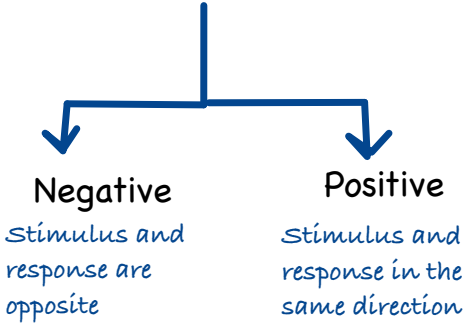 Negative
Stimulus and
response are
opposite
Positive
Stimulus and
response in the
same direction